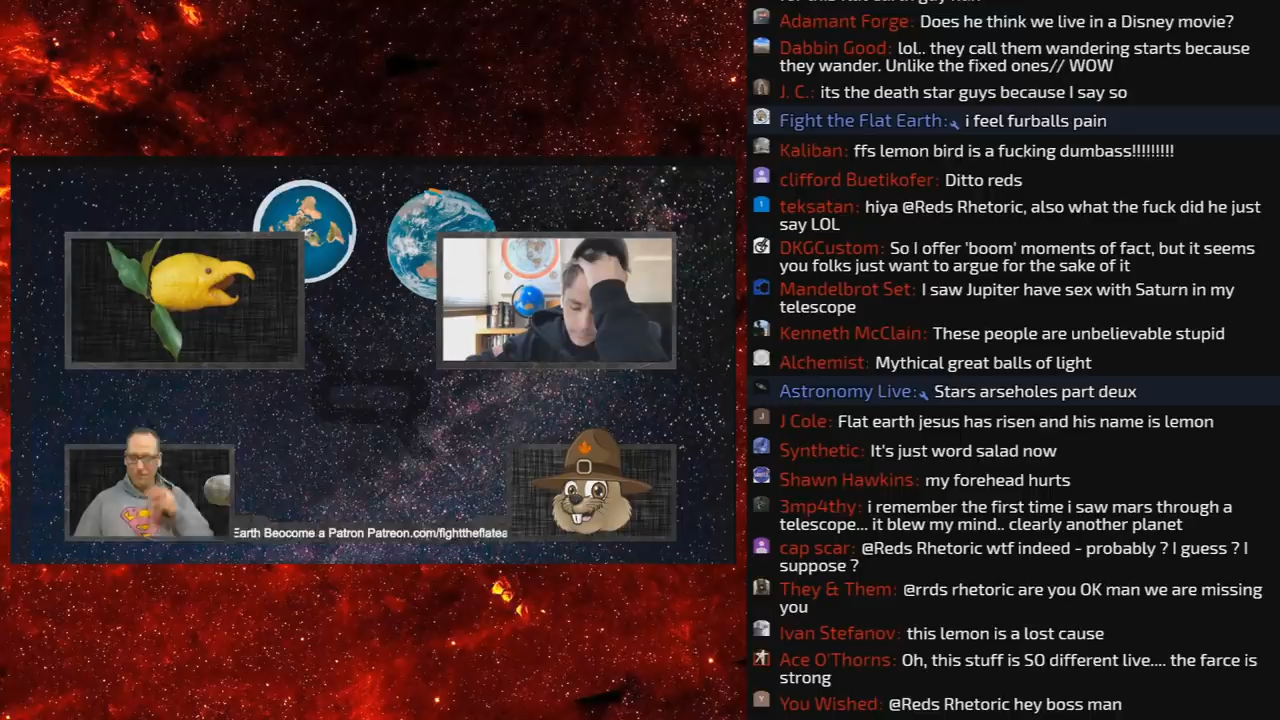 Adamant Forge: Does he think we live in a Disney movie?
Dabbin Good: lol.. they call them wandering starts because
they wander. Unlike the fixed ones// WOW
J. C.: its the death star guys because I say so
Fight the Flat Earth: i feel furballs pain
Kaliban: ffs lemon bird is a fucking dumbass!!!!!!!!!
clifford Buetikofer: Ditto reds
teksatan: hiya @Reds Rhetoric, also what the fuck did he just
say LOL
DKGCustom: So I offer 'boom' moments of fact, but it seems
you folks just want to argue for the sake of it
Mandelbrot Set: I saw Jupiter have sex with Saturn in my
telescope
Kenneth McClain: These people are unbelievable stupid
Alchemist: Mythical great balls of light
Astronomy Live: Stars arseholes part deux
J Cole: Flat earth jesus has risen and his name is lemon
Synthetic: It's just word salad now
Shawn Hawkins: my forehead hurts
3mp4thy: i remember the first time i saw mars through a
telescope... it blew my mind.. clearly another planet
cap scar: @Reds Rhetoric wtf indeed - probably ? I guess ? I
suppose ?
They & Them: @rrds rhetoric are you OK man we are missing
you
Ivan Stefanov: this lemon is a lost cause
Ace O'Thorns: Oh, this stuff is SO different live.... the farce is
strong
You Wished: @Reds Rhetoric hey boss man
Earth Beocome a Patron Patreon.com/fighttheflatea